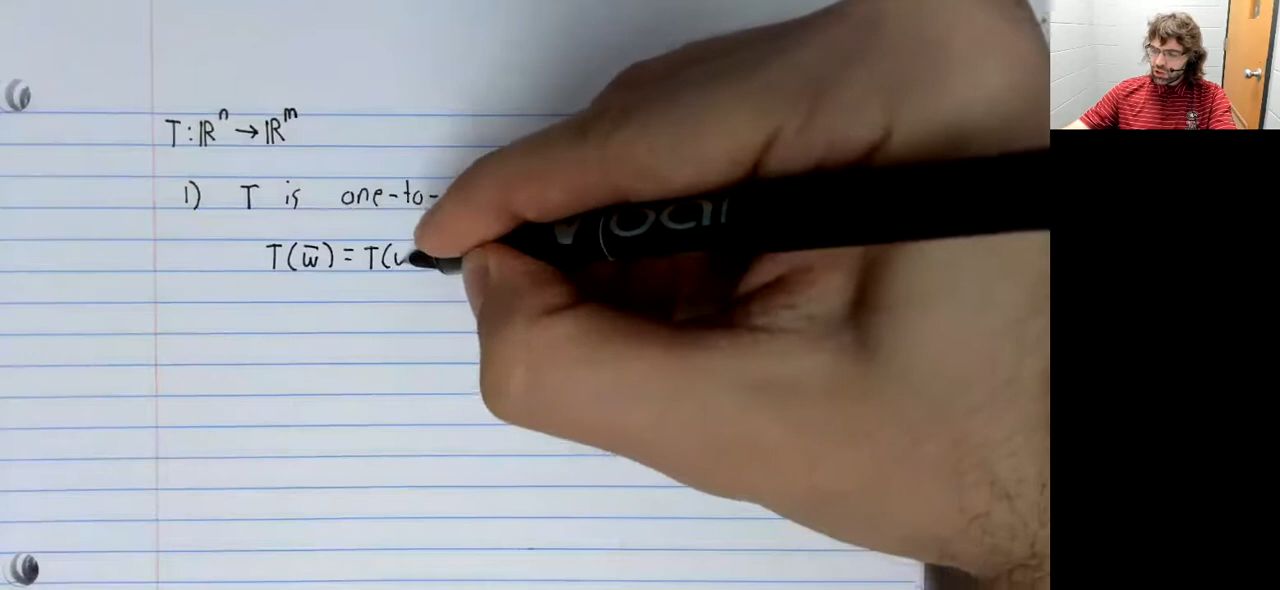 T : ℝⁿ → ℝᵐ
1) T is one-to-
T(w̄) = T(